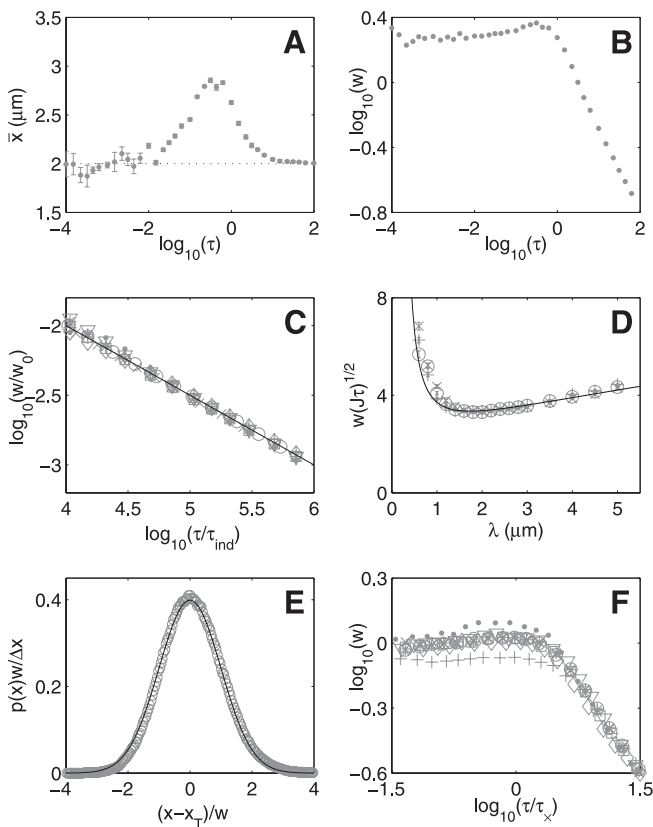 A
3.5
3
2.5
2
1.5
x̄ (μm)
−4 −2 0 2
log10(τ)
B
0.4
0
−0.4
−0.8
log10(w)
−4 −2 0 2
log10(τ)
C
−2
−2.5
−3
log10(w/w0)
4 4.5 5 5.5 6
log10(τ/τind)
D
8
4
0
w(Jτ)1/2
1 2 3 4 5
λ (μm)
E
0.4
0.2
0
p(x)w/Δx
−4 −2 0 2 4
(x−xT)/w
F
0.3
0
−0.3
−0.6
log10(w)
−1.5 0 1.5
log10(τ/τ×)